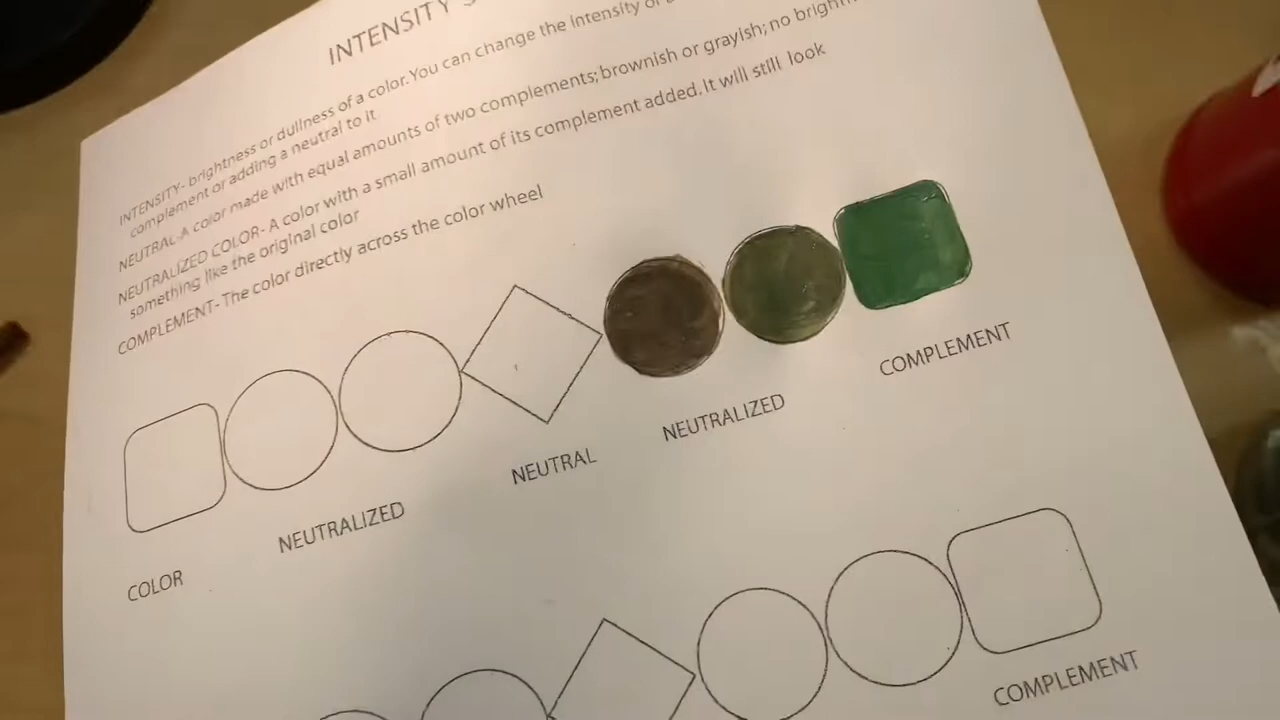 INTENSITY
INTENSITY- brightness or dullness of a color. You can change the intensity of
complement or adding a neutral to it
NEUTRAL-A color made with equal amounts of two complements; brownish or grayish; no
NEUTRALIZED COLOR- A color with a small amount of its complement added. It will still look
something like the original color
COMPLEMENT- The color directly across the color wheel
COMPLEMENT
NEUTRALIZED
NEUTRAL
NEUTRALIZED
COLOR
COMPLEMENT